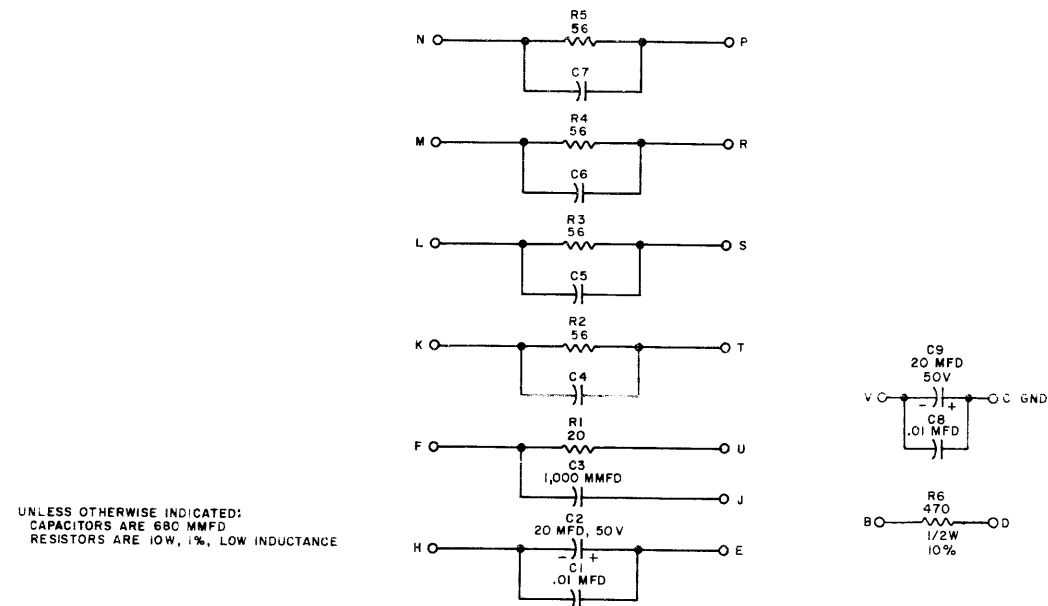 R5
56
N P
C7
R4
56
M R
C6
R3
56
L S
C5
R2
56
K T
C4
R1
20
F U
C3
1,000 MMFD
J
C2
20 MFD, 50V
H - + E
C1
.01 MFD
C9
20 MFD
50V
V - + C GND
C8
.01 MFD
R6
470
B D
1/2W
10%
UNLESS OTHERWISE INDICATED:
CAPACITORS ARE 680 MMFD
RESISTORS ARE 10W, 1%, LOW INDUCTANCE